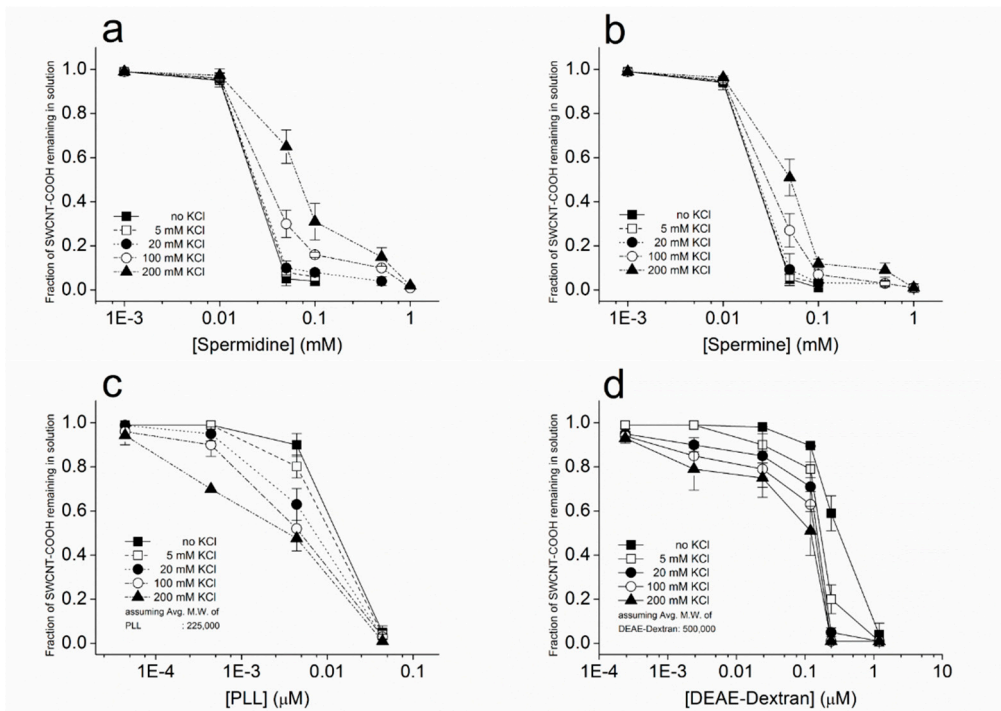 a
Fraction of SWCNT-COOH remaining in solution
1.0
0.8
0.6
0.4
0.2
0.0
no KCl
5 mM KCl
20 mM KCl
100 mM KCl
200 mM KCl
1E-3 0.01 0.1 1
[Spermidine] (mM)
b
Fraction of SWCNT-COOH remaining in solution
1.0
0.8
0.6
0.4
0.2
0.0
no KCl
5 mM KCl
20 mM KCl
100 mM KCl
200 mM KCl
1E-3 0.01 0.1 1
[Spermine] (mM)
c
Fraction of SWCNT-COOH remaining in solution
1.0
0.8
0.6
0.4
0.2
0.0
no KCl
5 mM KCl
20 mM KCl
100 mM KCl
200 mM KCl
assuming Avg. M.W. of
PLL : 225,000
1E-4 1E-3 0.01 0.1
[PLL] (μM)
d
Fraction of SWCNT-COOH remaining in solution
1.0
0.8
0.6
0.4
0.2
0.0
no KCl
5 mM KCl
20 mM KCl
100 mM KCl
200 mM KCl
assuming Avg. M.W. of
DEAE-Dextran: 500,000
1E-4 1E-3 0.01 0.1 1 10
[DEAE-Dextran] (μM)